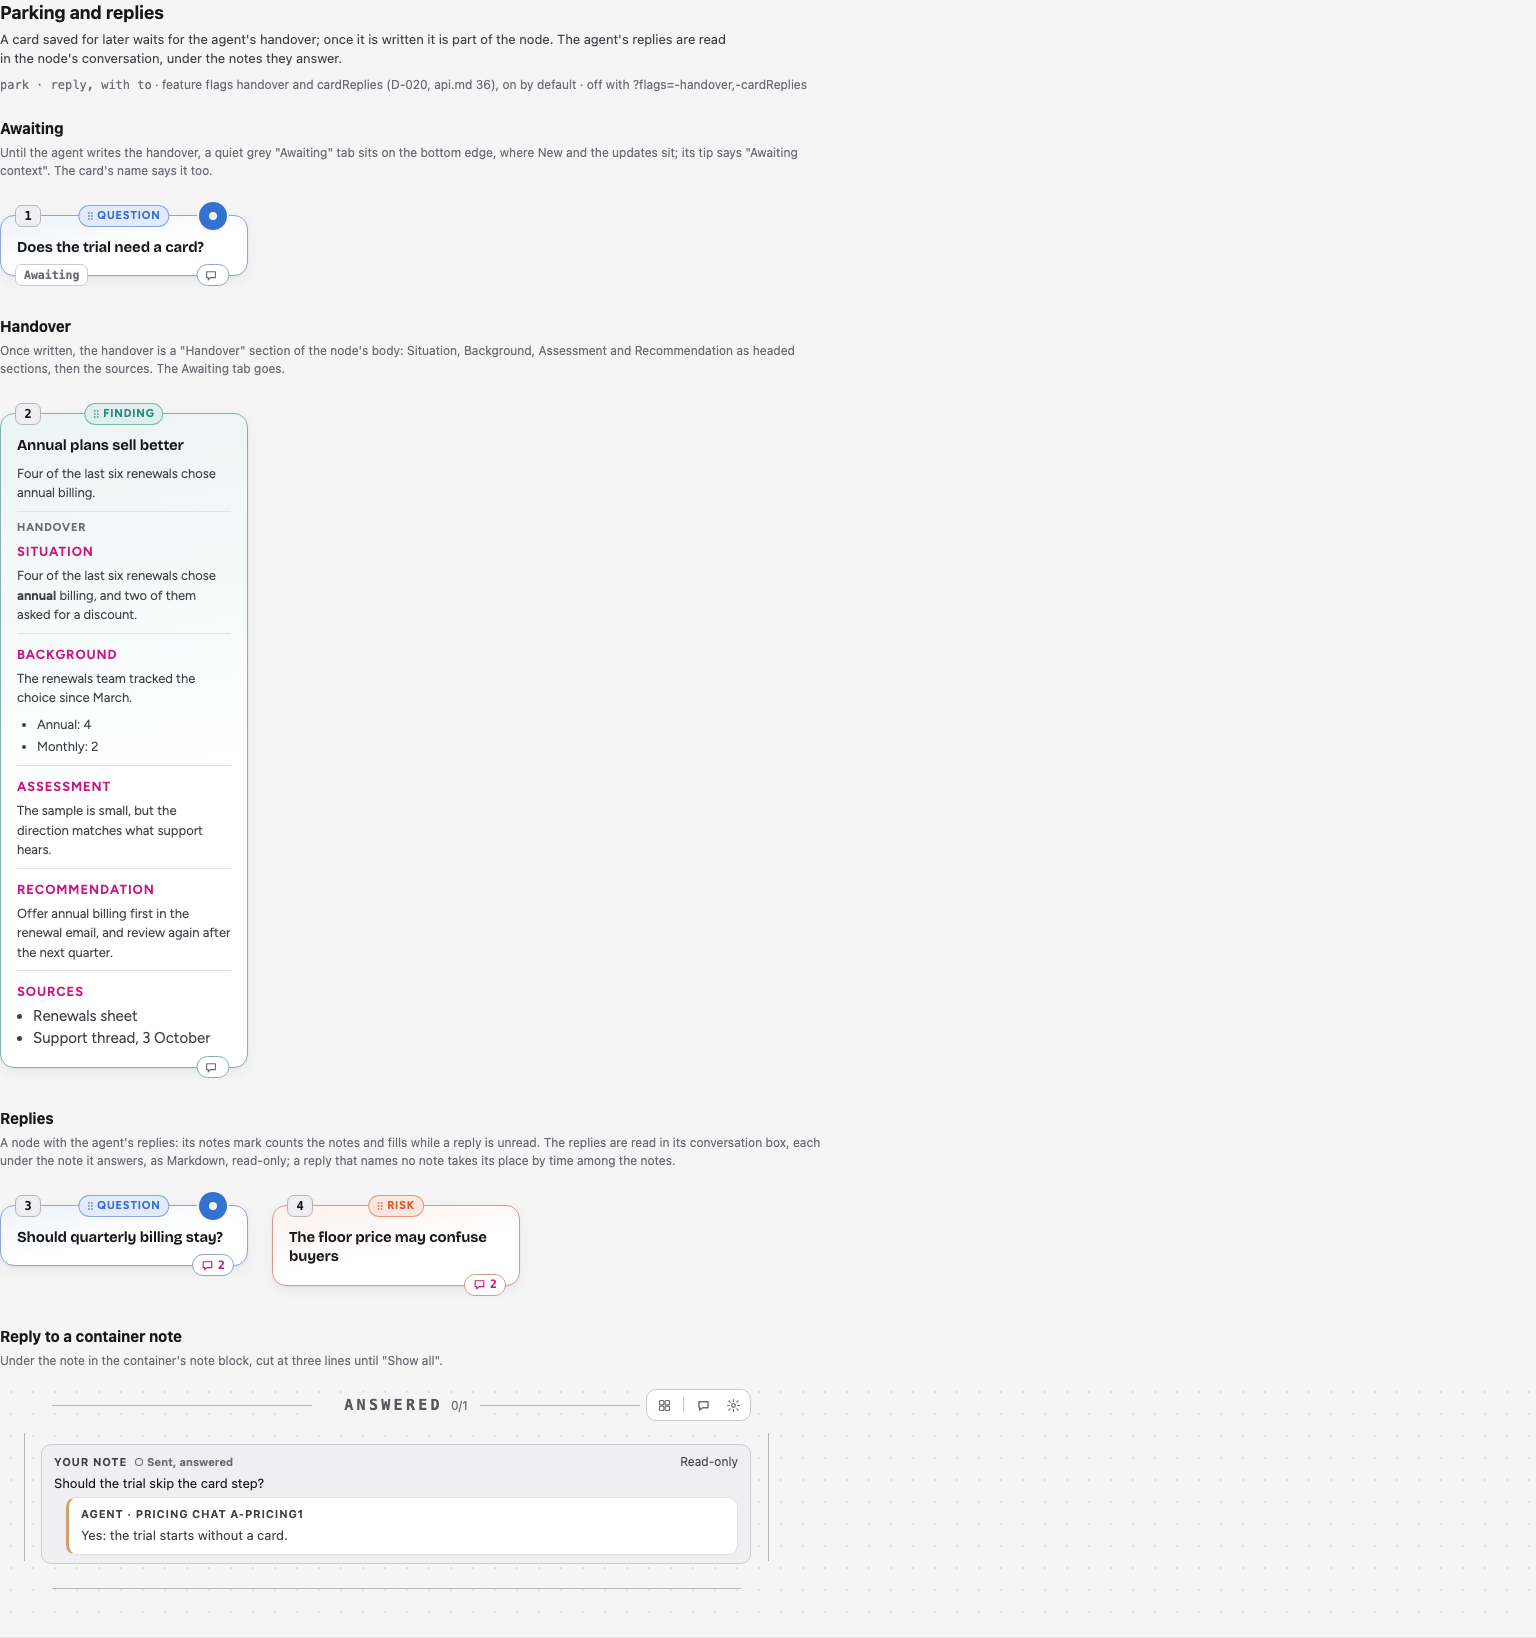 Parking and replies
A card saved for later waits for the agent's handover; once it is written it is part of the node. The agent's replies are read
in the node's conversation, under the notes they answer.
park · reply, with to · feature flags handover and cardReplies (D-020, api.md 36), on by default · off with ?flags=-handover,-cardReplies
Awaiting
Until the agent writes the handover, a quiet grey "Awaiting" tab sits on the bottom edge, where New and the updates sit; its tip says "Awaiting
context". The card's name says it too.
1 QUESTION
Does the trial need a card?
Awaiting
Handover
Once written, the handover is a "Handover" section of the node's body: Situation, Background, Assessment and Recommendation as headed
sections, then the sources. The Awaiting tab goes.
2 FINDING
Annual plans sell better
Four of the last six renewals chose
annual billing.
HANDOVER
SITUATION
Four of the last six renewals chose
annual billing, and two of them
asked for a discount.
BACKGROUND
The renewals team tracked the
choice since March.
• Annual: 4
• Monthly: 2
ASSESSMENT
The sample is small, but the
direction matches what support
hears.
RECOMMENDATION
Offer annual billing first in the
renewal email, and review again after
the next quarter.
SOURCES
• Renewals sheet
• Support thread, 3 October
Replies
A node with the agent's replies: its notes mark counts the notes and fills while a reply is unread. The replies are read in its conversation box, each
under the note it answers, as Markdown, read-only; a reply that names no note takes its place by time among the notes.
3 QUESTION
Should quarterly billing stay?
2
4 RISK
The floor price may confuse
buyers
2
Reply to a container note
Under the note in the container's note block, cut at three lines until "Show all".
ANSWERED 0/1
YOUR NOTE Sent, answered Read-only
Should the trial skip the card step?
AGENT · PRICING CHAT A-PRICING1
Yes: the trial starts without a card.